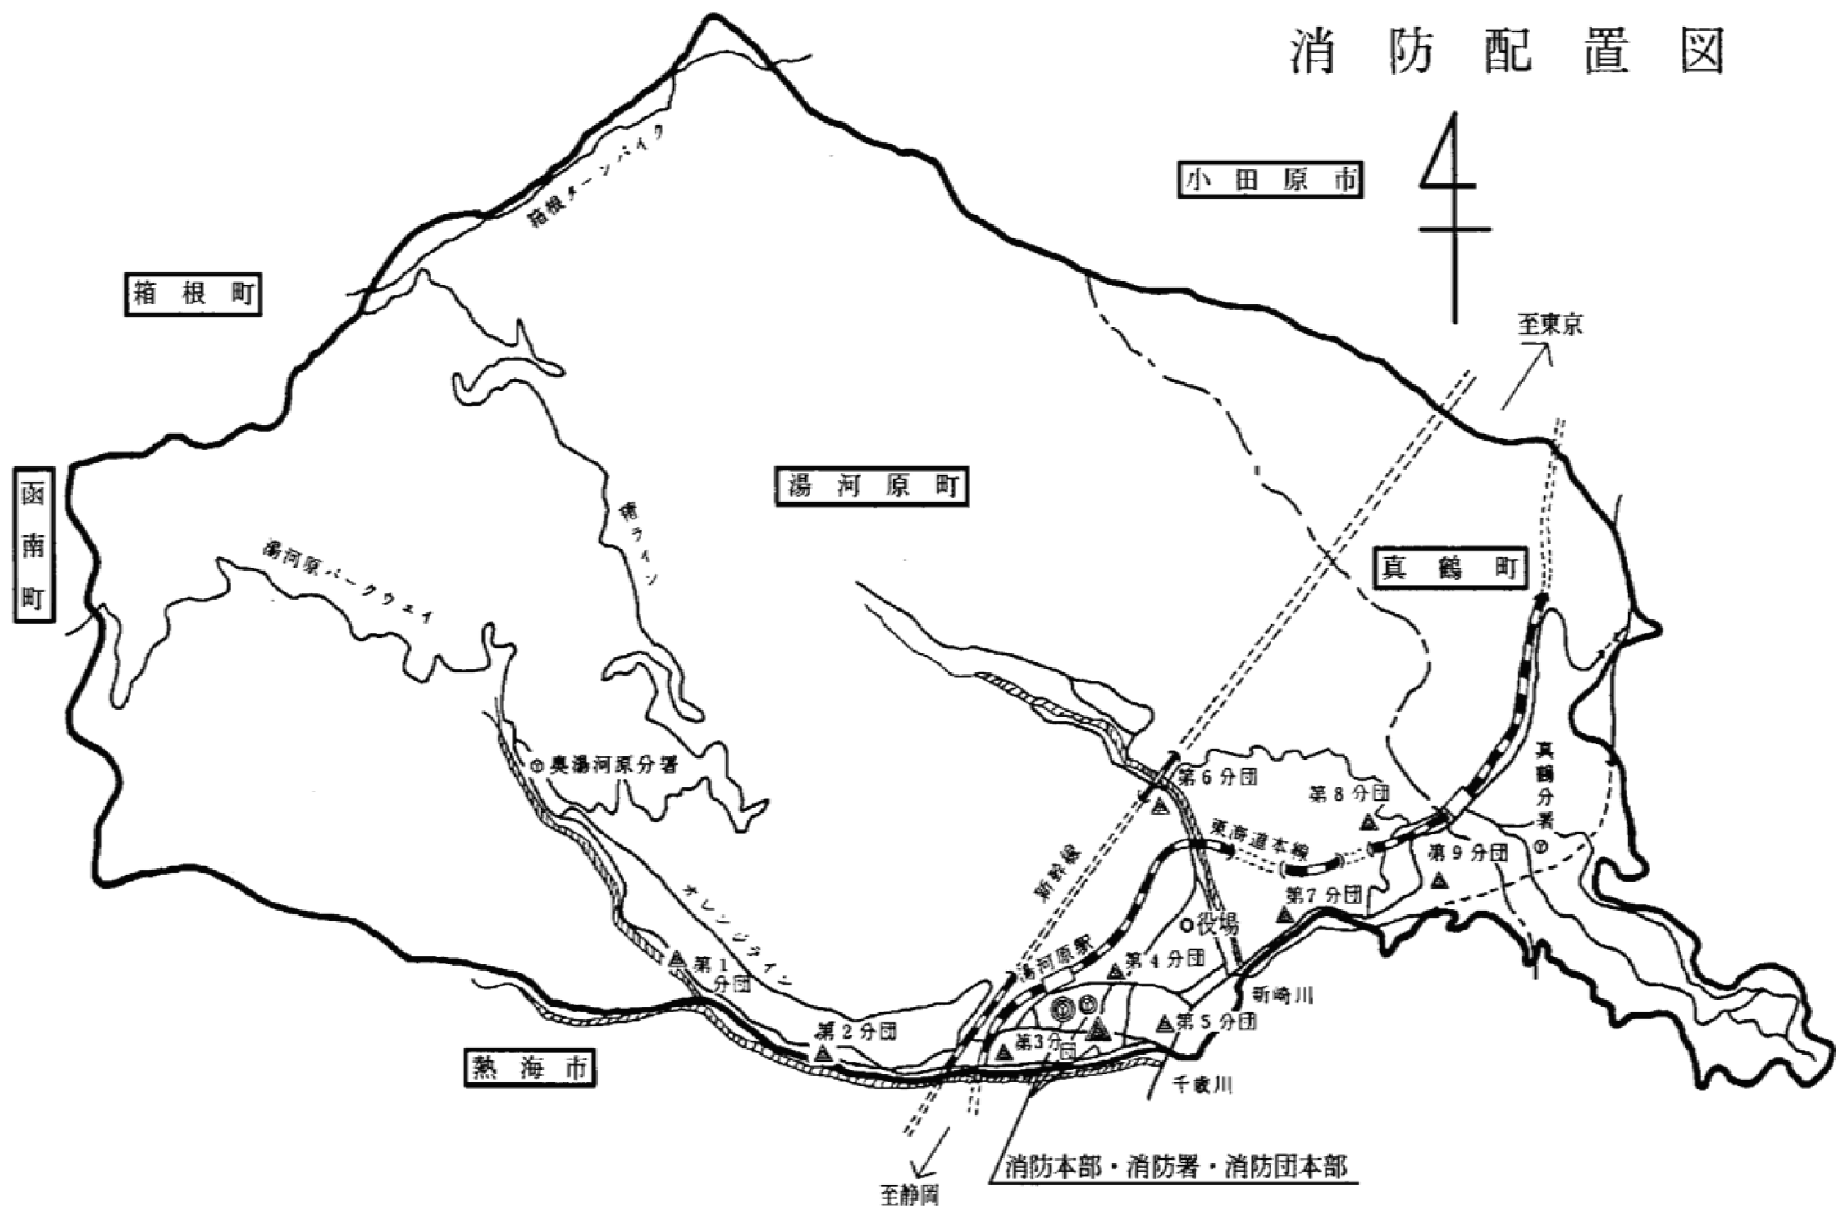 消防配置図
小田原市
箱根ターンパイク
箱根町
至東京
函南町
湯河原町
椿ライン
湯河原パークウェイ
真鶴町
奥湯河原分署
第6分団
第8分団
真鶴分署
東海道本線
第9分団
新幹線
第7分団
オレンジライン
役場
湯河原駅
第4分団
第1
分団
新崎川
第2分団
第5分団
第3分団
熱海市
千歳川
消防本部・消防署・消防団本部
至静岡